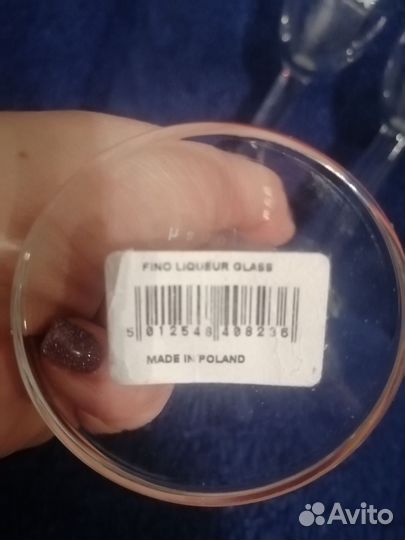 FINO LIQUEUR GLASS
5 012548 408236
MADE IN POLAND
Avito